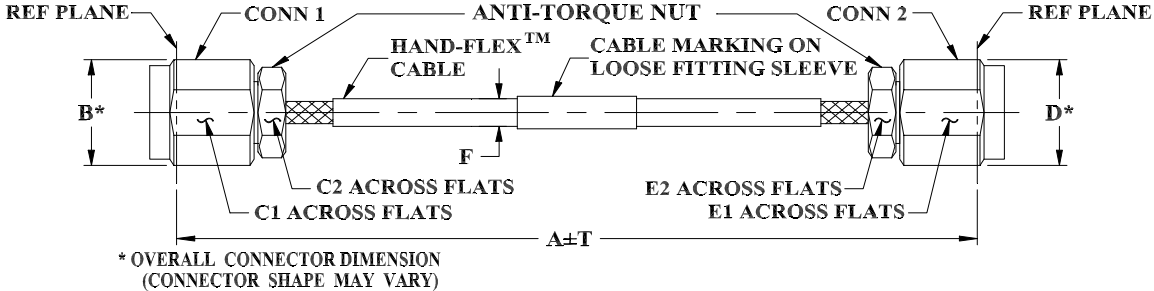 REF PLANE
CONN 1
ANTI-TORQUE NUT
CONN 2
REF PLANE
HAND-FLEX™
CABLE
CABLE MARKING ON
LOOSE FITTING SLEEVE
B*
D*
F
C2 ACROSS FLATS
E2 ACROSS FLATS
C1 ACROSS FLATS
E1 ACROSS FLATS
A±T
* OVERALL CONNECTOR DIMENSION
(CONNECTOR SHAPE MAY VARY)